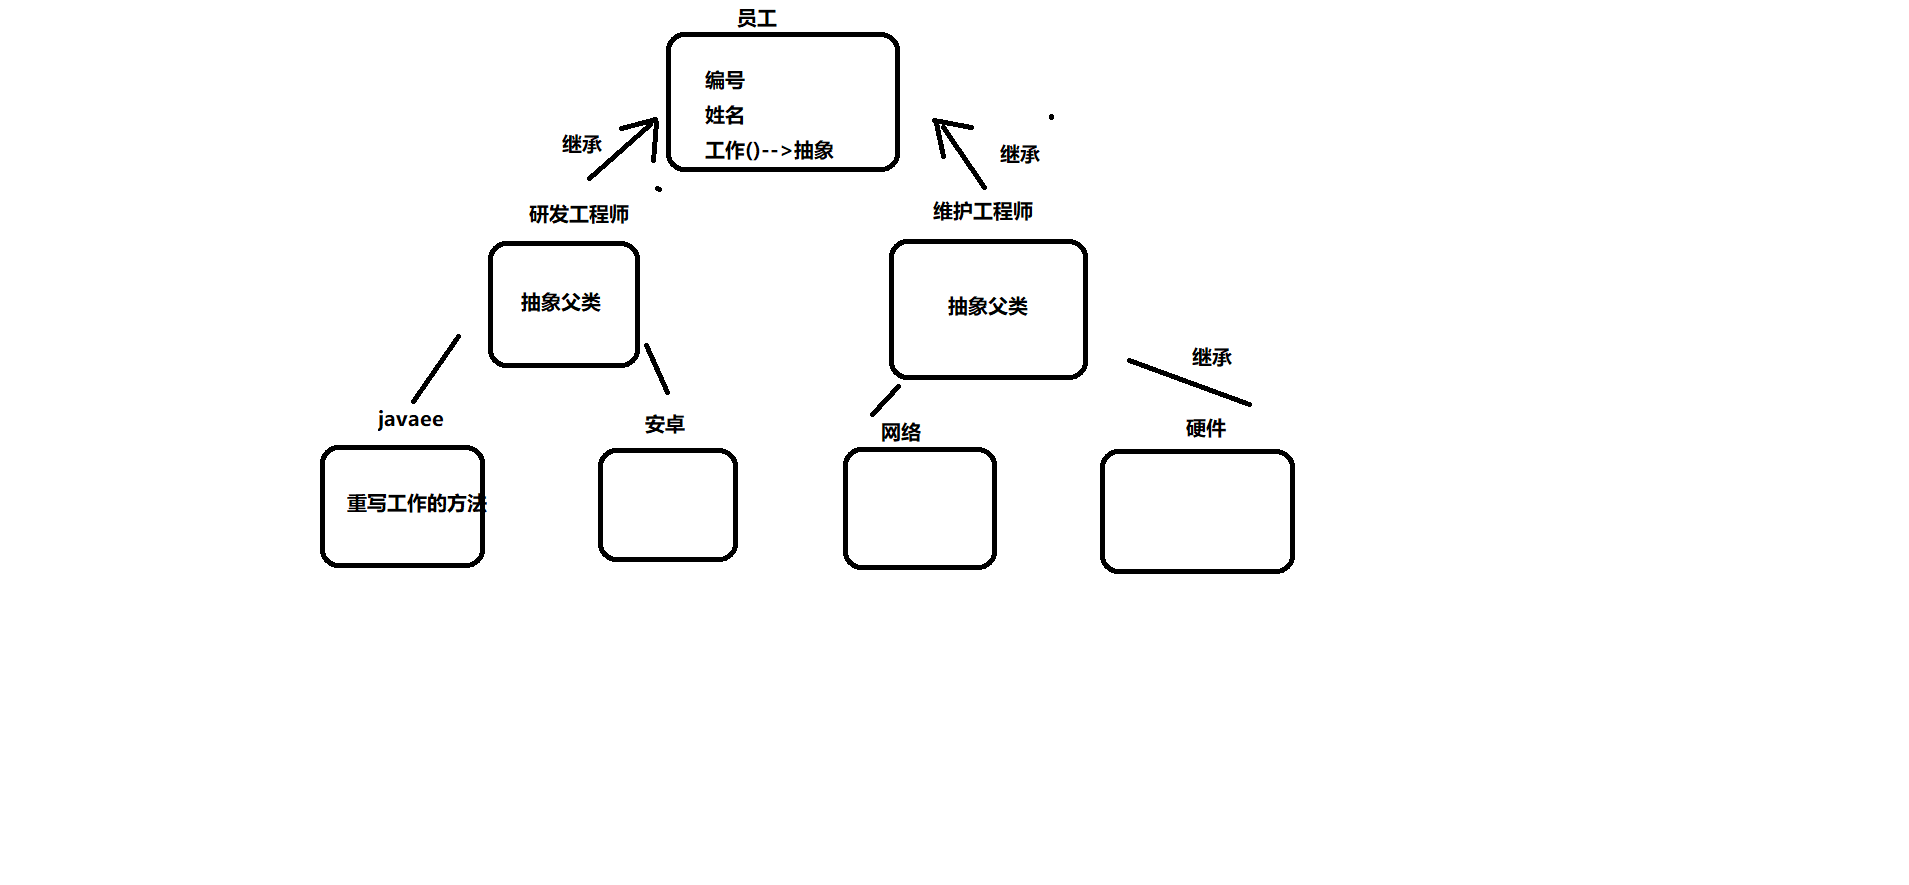 员工
编号
姓名
工作()-->抽象
继承
继承
研发工程师
维护工程师
抽象父类
抽象父类
继承
javaee
安卓
网络
硬件
重写工作的方法